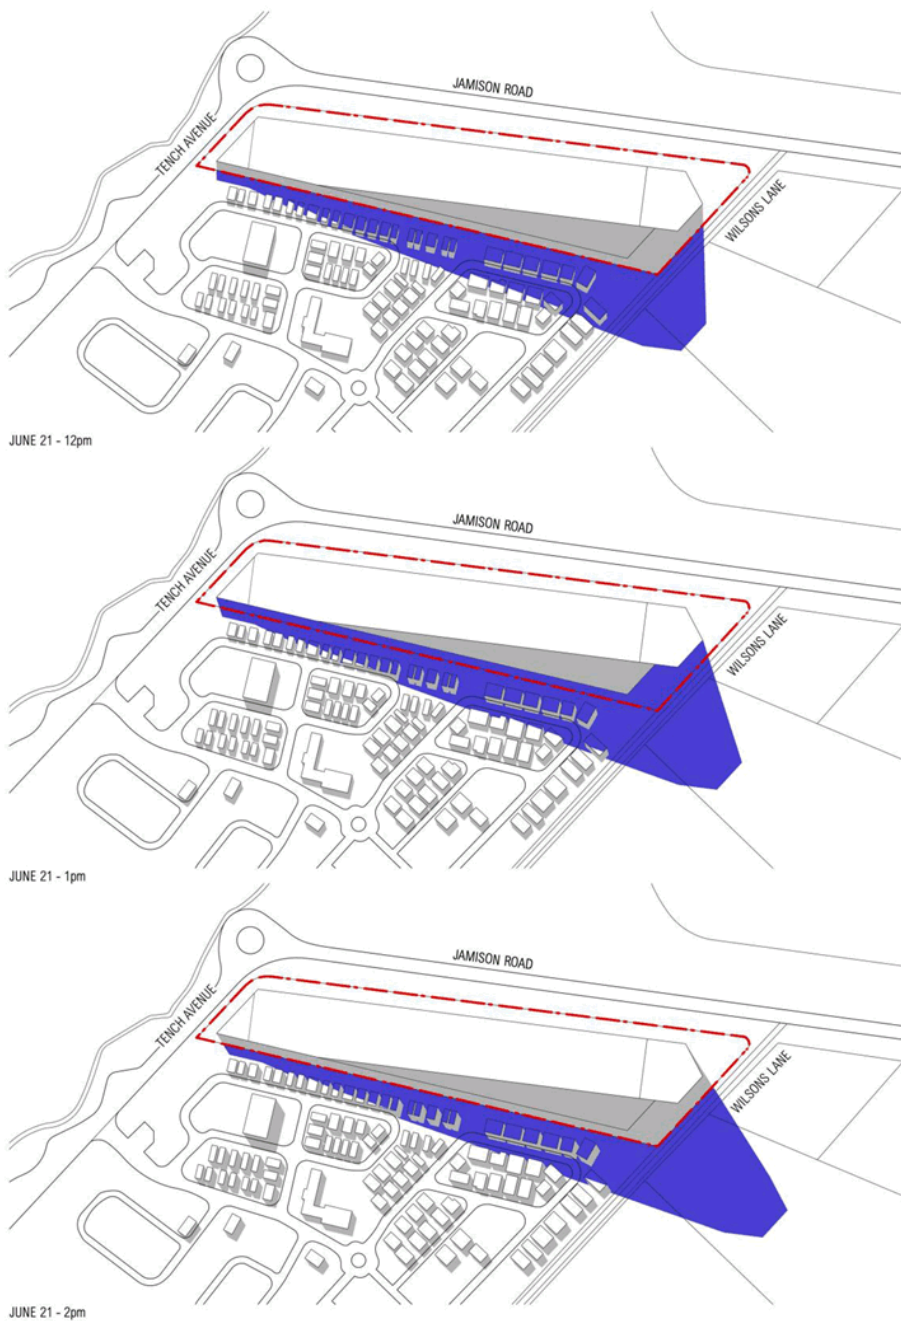 JAMISON ROAD
TENCH AVENUE
WILSONS LANE
JUNE 21 - 12pm
JAMISON ROAD
TENCH AVENUE
WILSONS LANE
JUNE 21 - 1pm
JAMISON ROAD
TENCH AVENUE
WILSONS LANE
JUNE 21 - 2pm